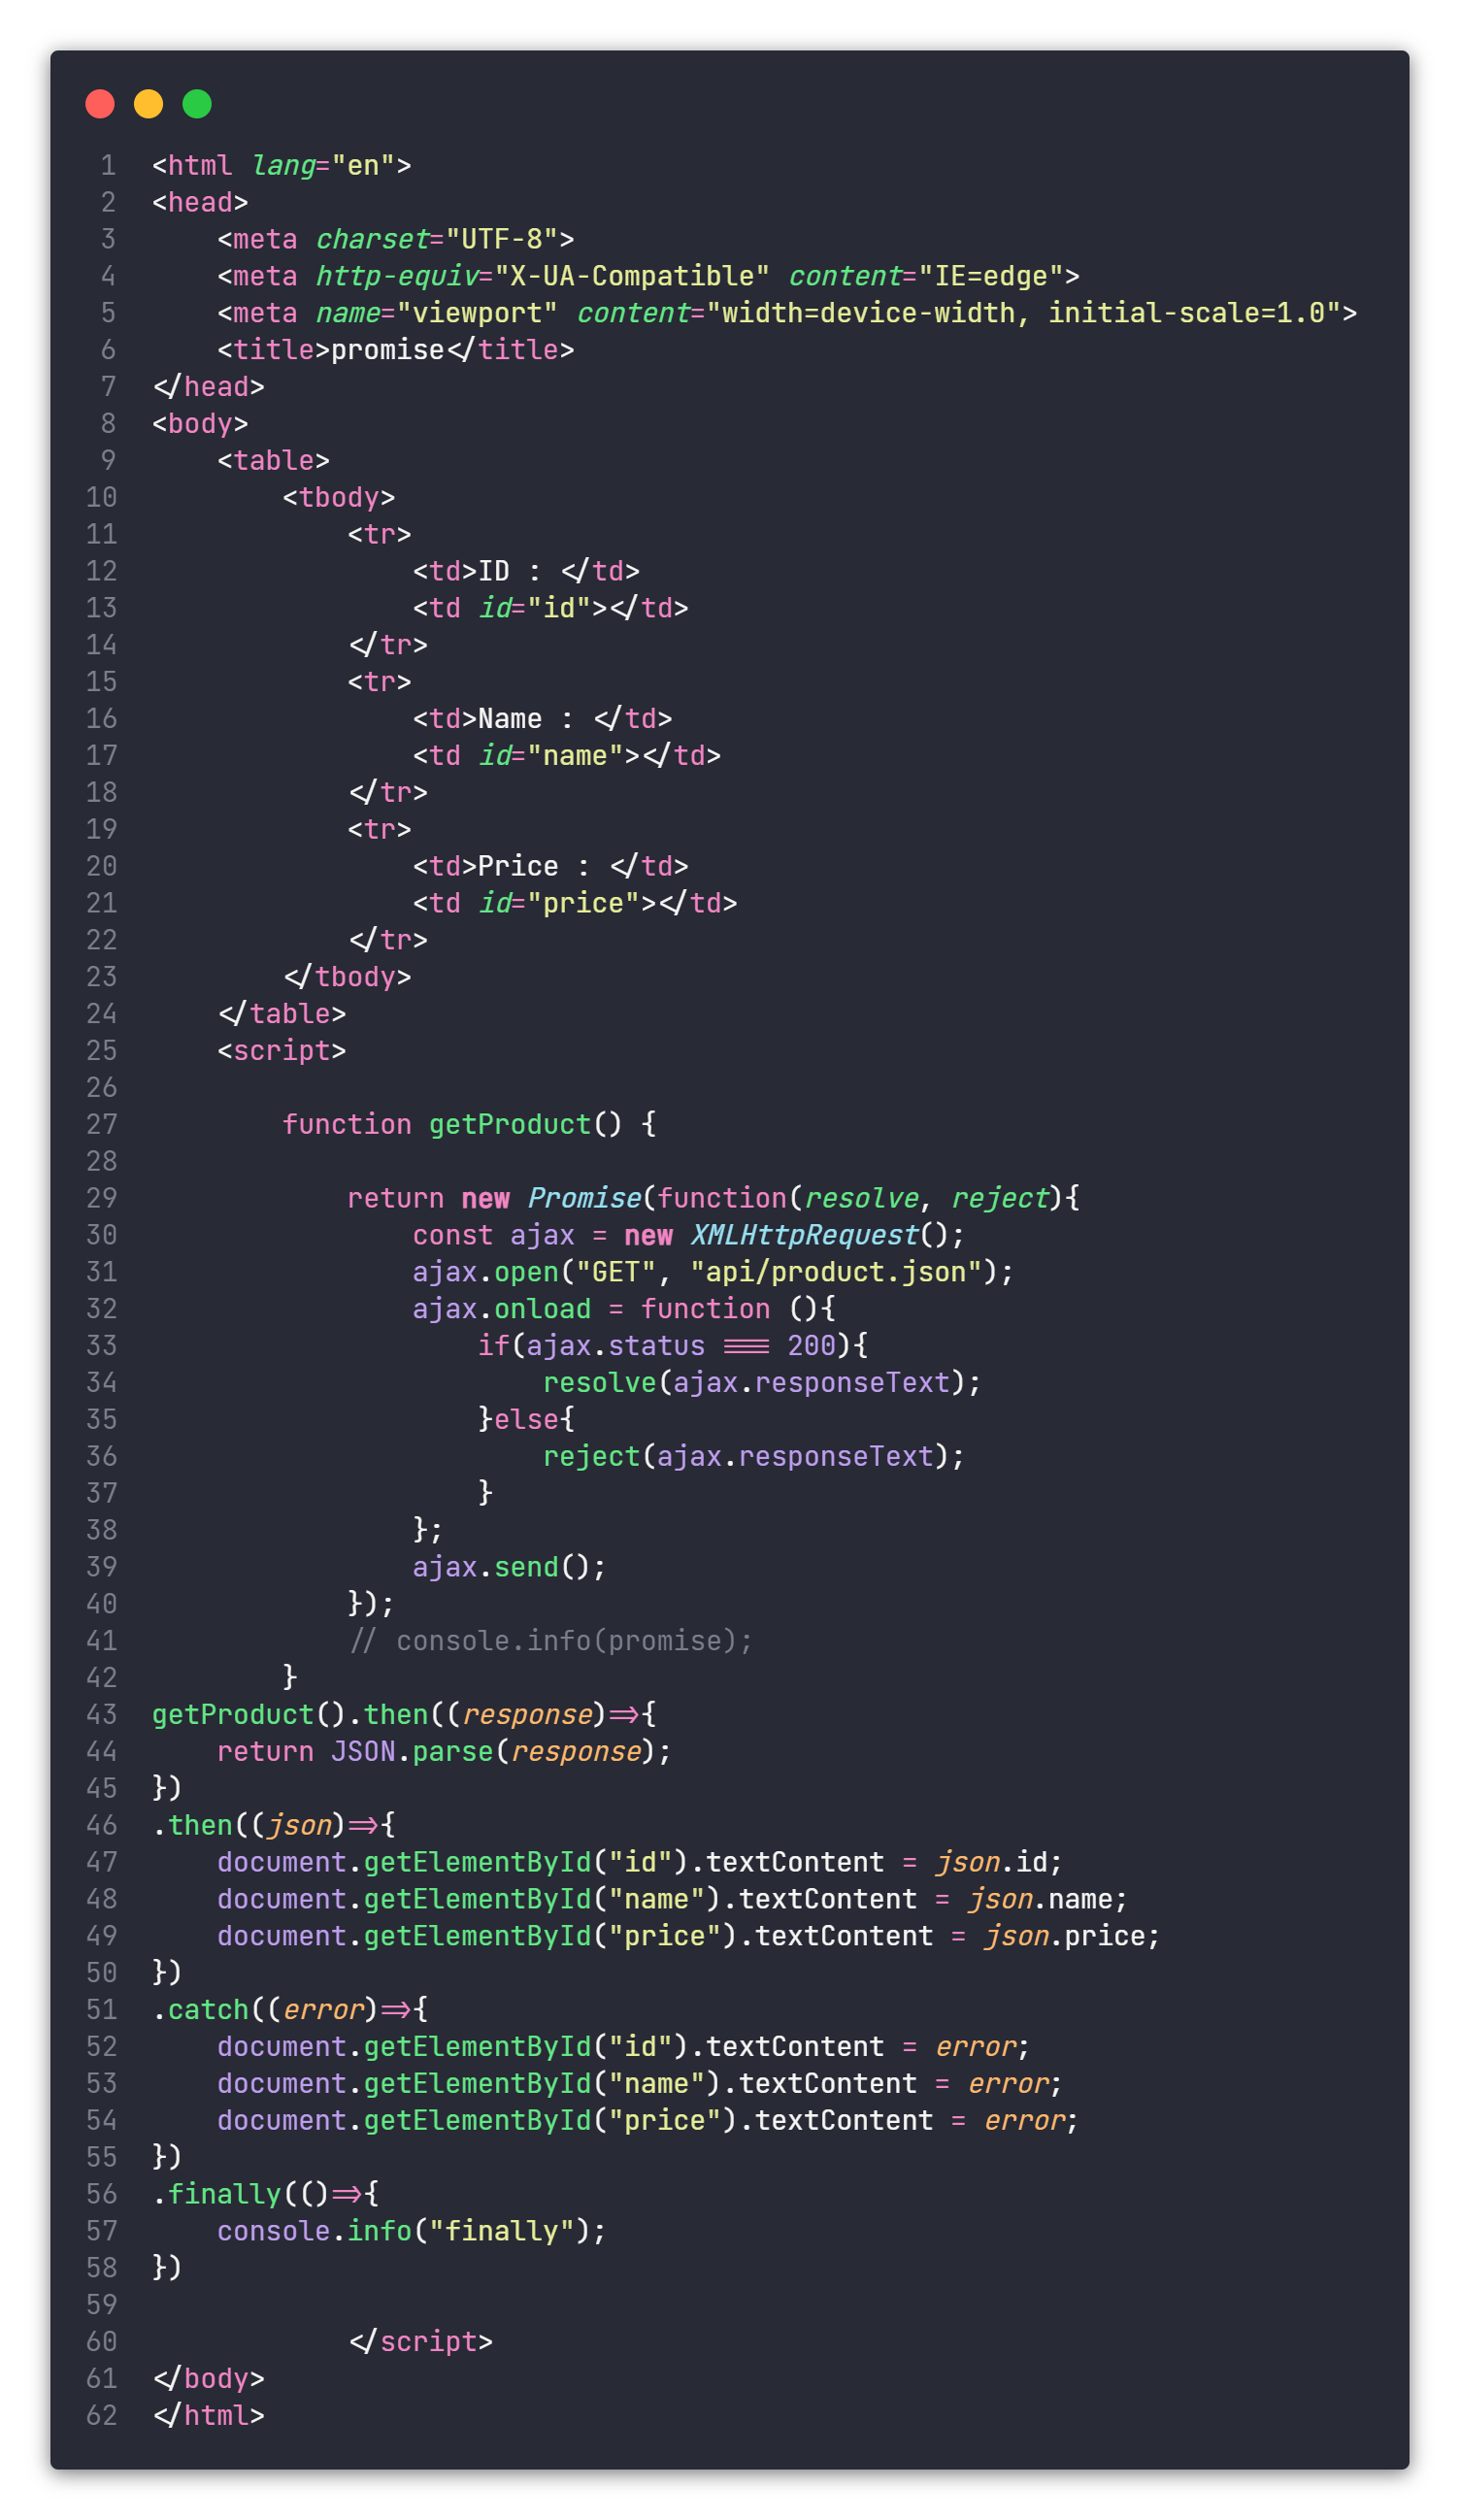 1 <html lang="en">
2 <head>
3     <meta charset="UTF-8">
4     <meta http-equiv="X-UA-Compatible" content="IE=edge">
5     <meta name="viewport" content="width=device-width, initial-scale=1.0">
6     <title>promise</title>
7 </head>
8 <body>
9     <table>
10         <tbody>
11             <tr>
12                 <td>ID : </td>
13                 <td id="id"></td>
14             </tr>
15             <tr>
16                 <td>Name : </td>
17                 <td id="name"></td>
18             </tr>
19             <tr>
20                 <td>Price : </td>
21                 <td id="price"></td>
22             </tr>
23         </tbody>
24     </table>
25     <script>
26
27         function getProduct() {
28
29             return new Promise(function(resolve, reject){
30                 const ajax = new XMLHttpRequest();
31                 ajax.open("GET", "api/product.json");
32                 ajax.onload = function (){
33                     if(ajax.status === 200){
34                         resolve(ajax.responseText);
35                     }else{
36                         reject(ajax.responseText);
37                     }
38                 };
39                 ajax.send();
40             });
41             // console.info(promise);
42         }
43 getProduct().then((response)=>{
44     return JSON.parse(response);
45 })
46 .then((json)=>{
47     document.getElementById("id").textContent = json.id;
48     document.getElementById("name").textContent = json.name;
49     document.getElementById("price").textContent = json.price;
50 })
51 .catch((error)=>{
52     document.getElementById("id").textContent = error;
53     document.getElementById("name").textContent = error;
54     document.getElementById("price").textContent = error;
55 })
56 .finally(()=>{
57     console.info("finally");
58 })
59
60             </script>
61 </body>
62 </html>